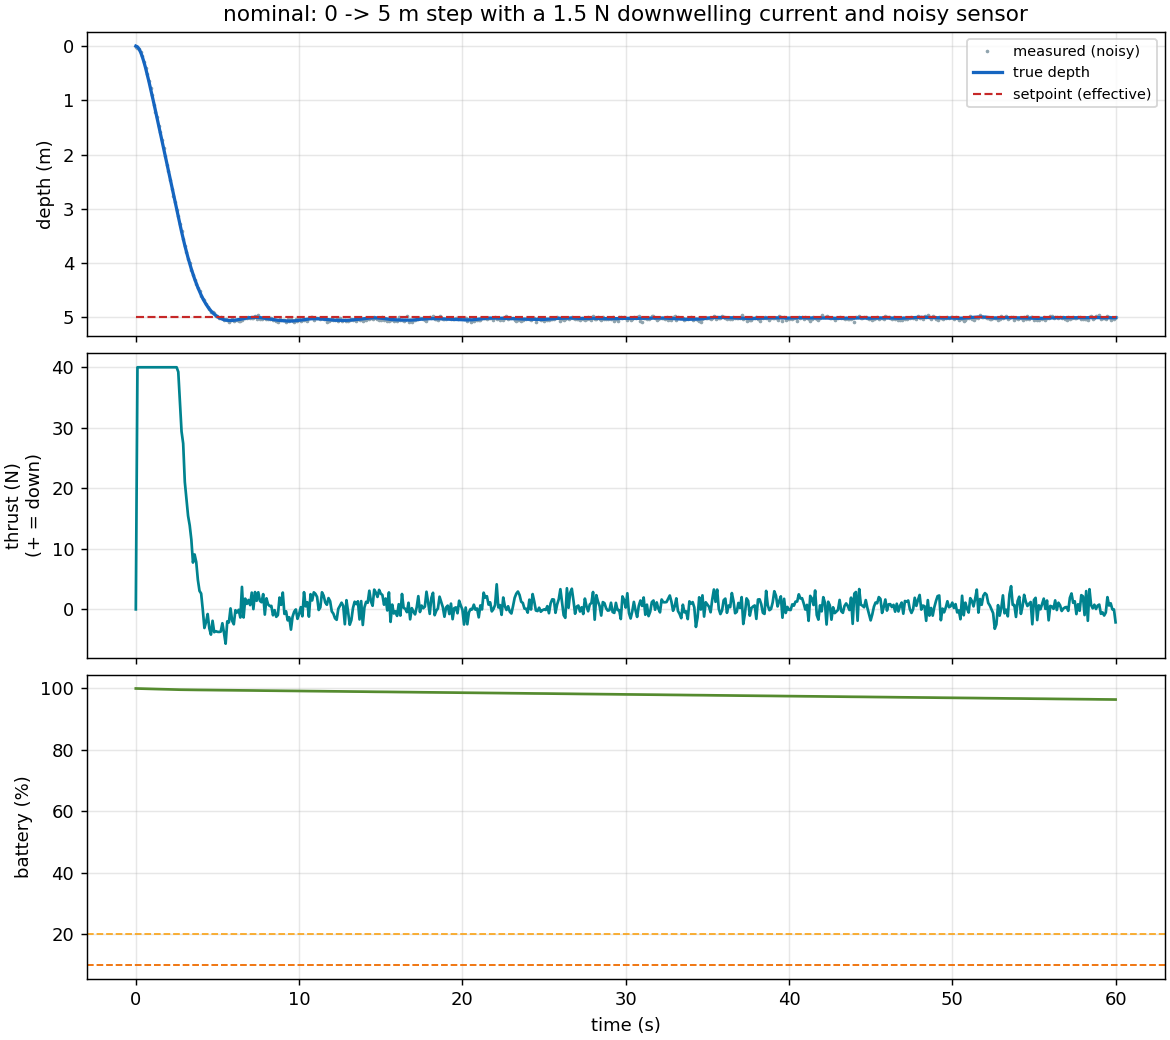 nominal: 0 -> 5 m step with a 1.5 N downwelling current and noisy sensor
measured (noisy)
true depth
setpoint (effective)
depth (m)
0
1
2
3
4
5
thrust (N)
(+ = down)
40
30
20
10
0
battery (%)
100
80
60
40
20
0
10
20
30
40
50
60
time (s)